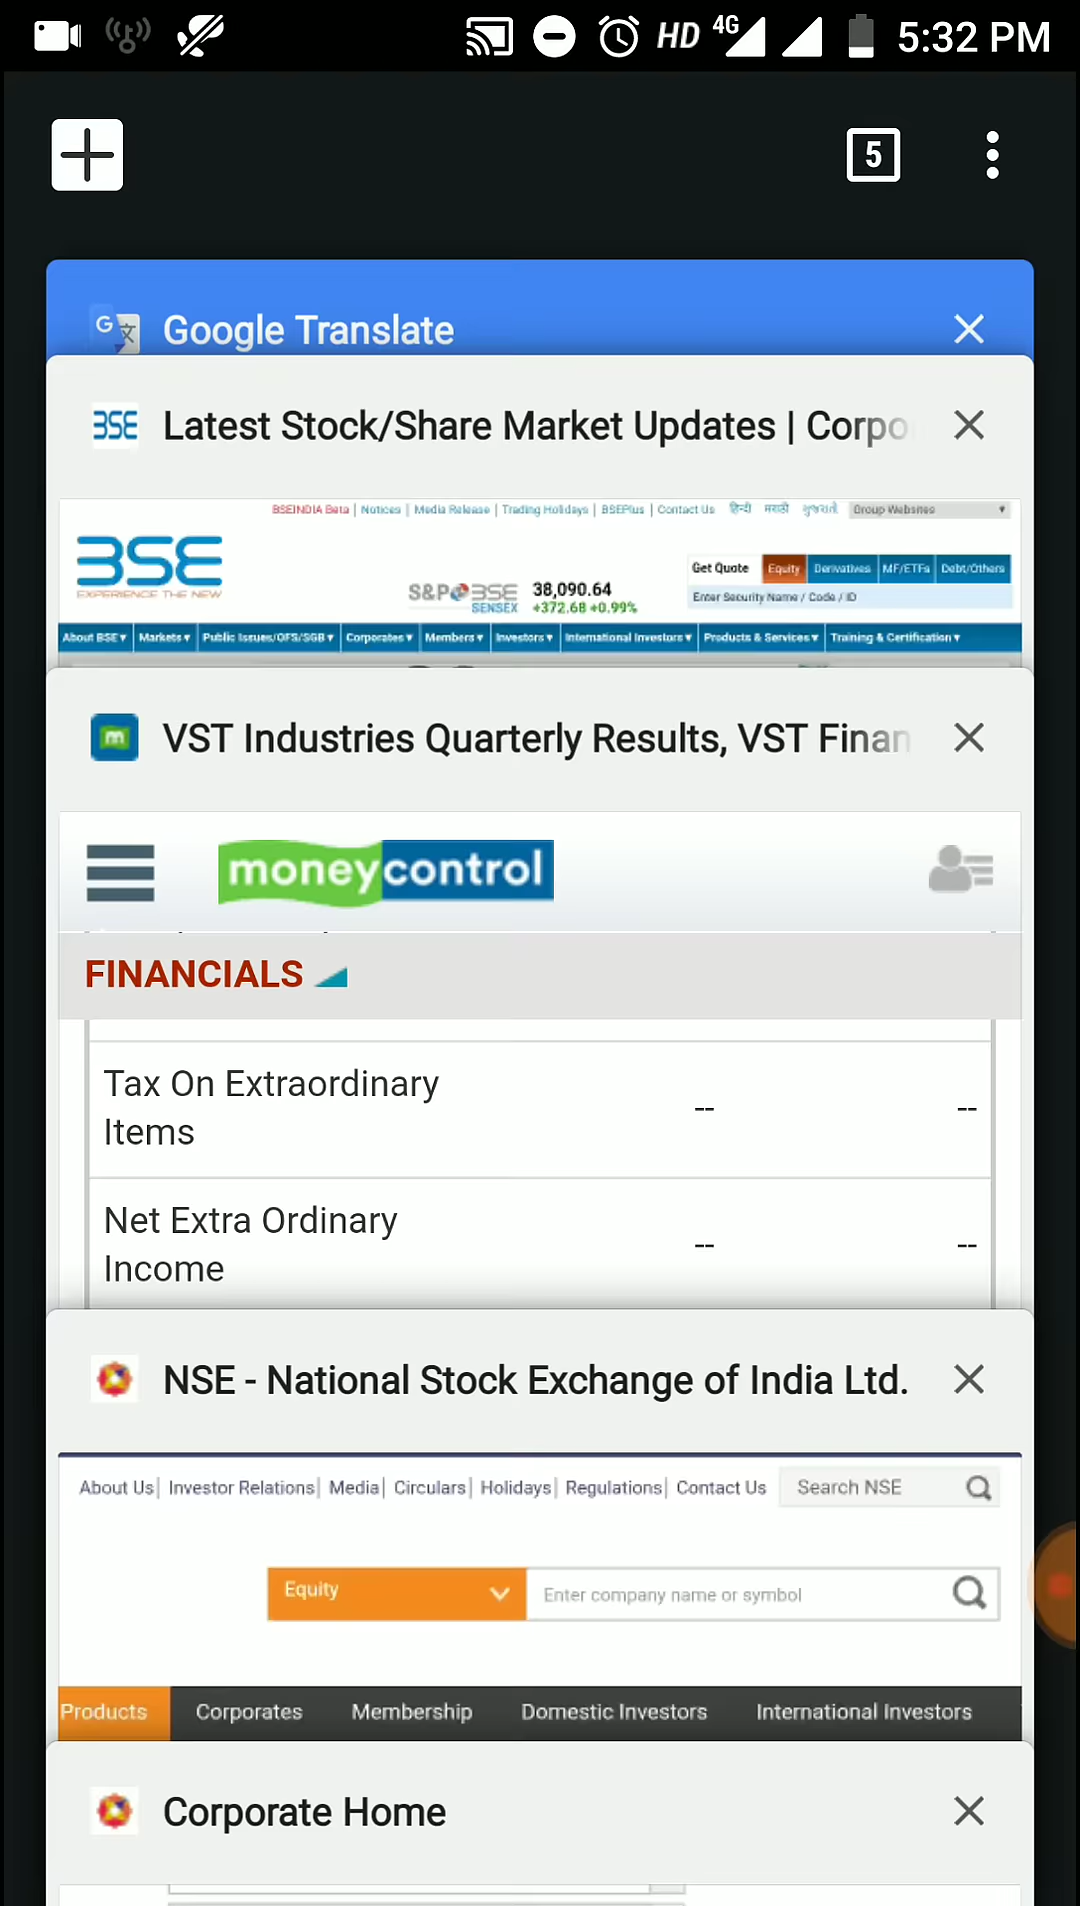 HD 4G 5:32 PM
5
Google Translate
BSE Latest Stock/Share Market Updates | Corpo
BSEINDIA Beta | Notices | Media Release | Trading Holidays | BSEPlus | Contact Us हिन्दी मराठी ગુજરાતી Group Websites
BSE
EXPERIENCE THE NEW
S&P BSE SENSEX
38,090.64
+372.68 +0.99%
Get Quote Equity Derivatives MF/ETFs Debt/Others
Enter Security Name / Code / ID
About BSE Markets Public Issues/OFS/SGB Corporates Members Investors International Investors Products & Services Training & Certification
m VST Industries Quarterly Results, VST Finan
moneycontrol
FINANCIALS
Tax On Extraordinary
Items -- --
Net Extra Ordinary
Income -- --
NSE - National Stock Exchange of India Ltd.
About Us | Investor Relations | Media | Circulars | Holidays | Regulations | Contact Us Search NSE
Equity Enter company name or symbol
Products Corporates Membership Domestic Investors International Investors
Corporate Home